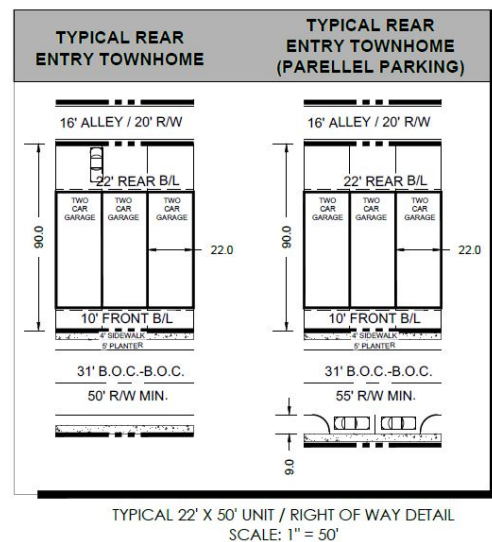 TYPICAL REAR
ENTRY TOWNHOME
TYPICAL REAR
ENTRY TOWNHOME
(PARELLEL PARKING)
16' ALLEY / 20' R/W
22' REAR B/L
TWO
CAR
GARAGE
TWO
CAR
GARAGE
TWO
CAR
GARAGE
90.0
22.0
10' FRONT B/L
4' SIDEWALK
5' PLANTER
31' B.O.C.-B.O.C.
50' R/W MIN.
16' ALLEY / 20' R/W
22' REAR B/L
TWO
CAR
GARAGE
TWO
CAR
GARAGE
TWO
CAR
GARAGE
90.0
22.0
10' FRONT B/L
4' SIDEWALK
5' PLANTER
31' B.O.C.-B.O.C.
55' R/W MIN.
9.0
TYPICAL 22' X 50' UNIT / RIGHT OF WAY DETAIL
SCALE: 1" = 50'